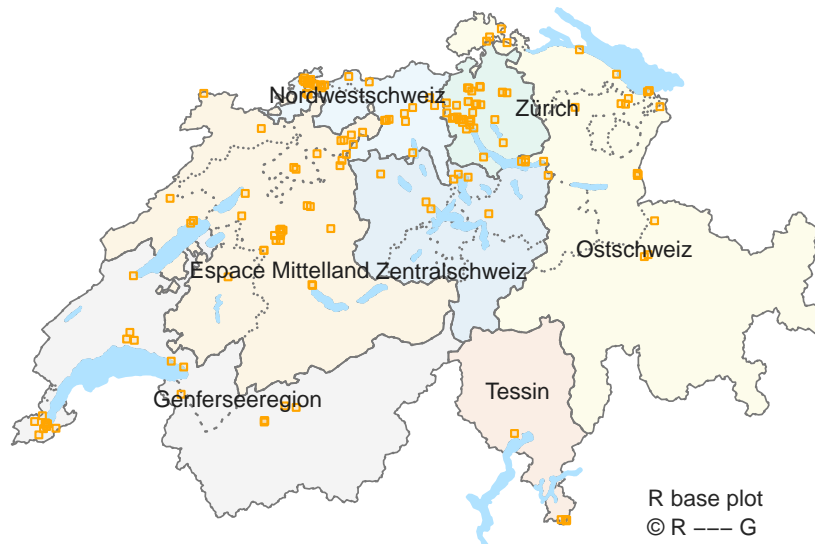 Nordwestschweiz
Zürich
Ostschweiz
Espace Mittelland
Zentralschweiz
Genferseeregion
Tessin
R base plot
© R −−− G